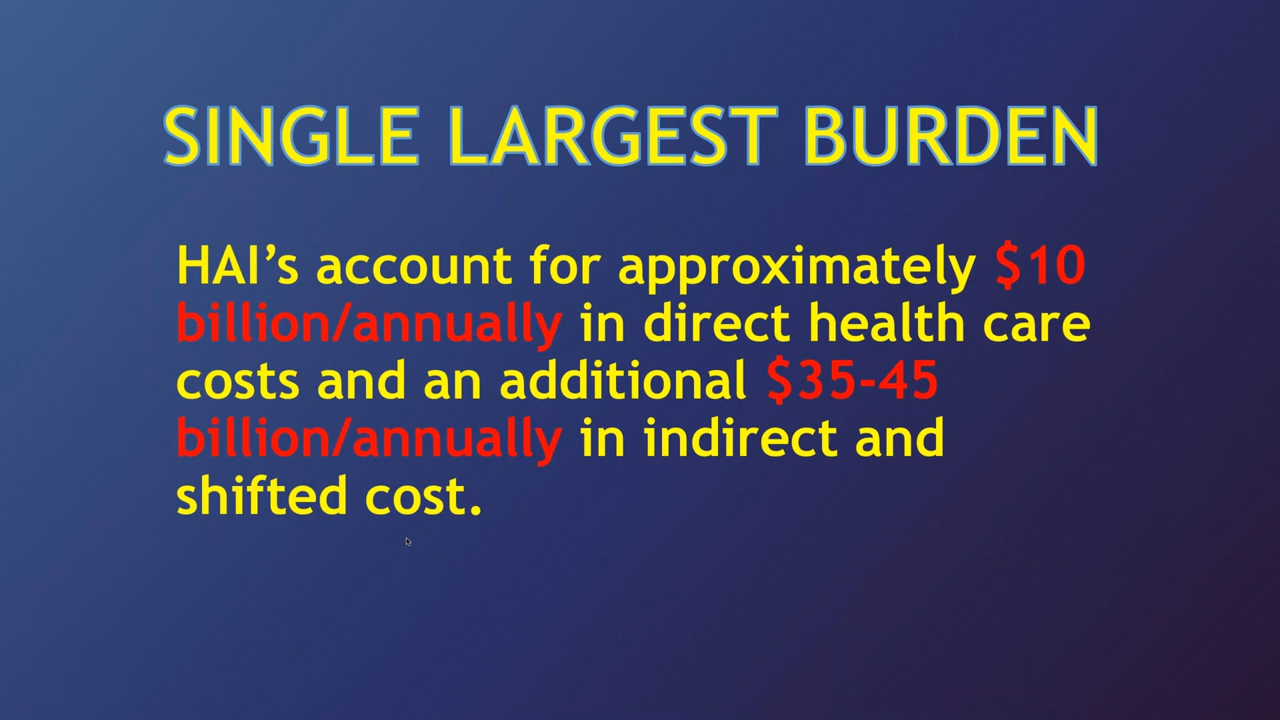 SINGLE LARGEST BURDEN
HAI’s account for approximately $10
billion/annually in direct health care
costs and an additional $35-45
billion/annually in indirect and
shifted cost.